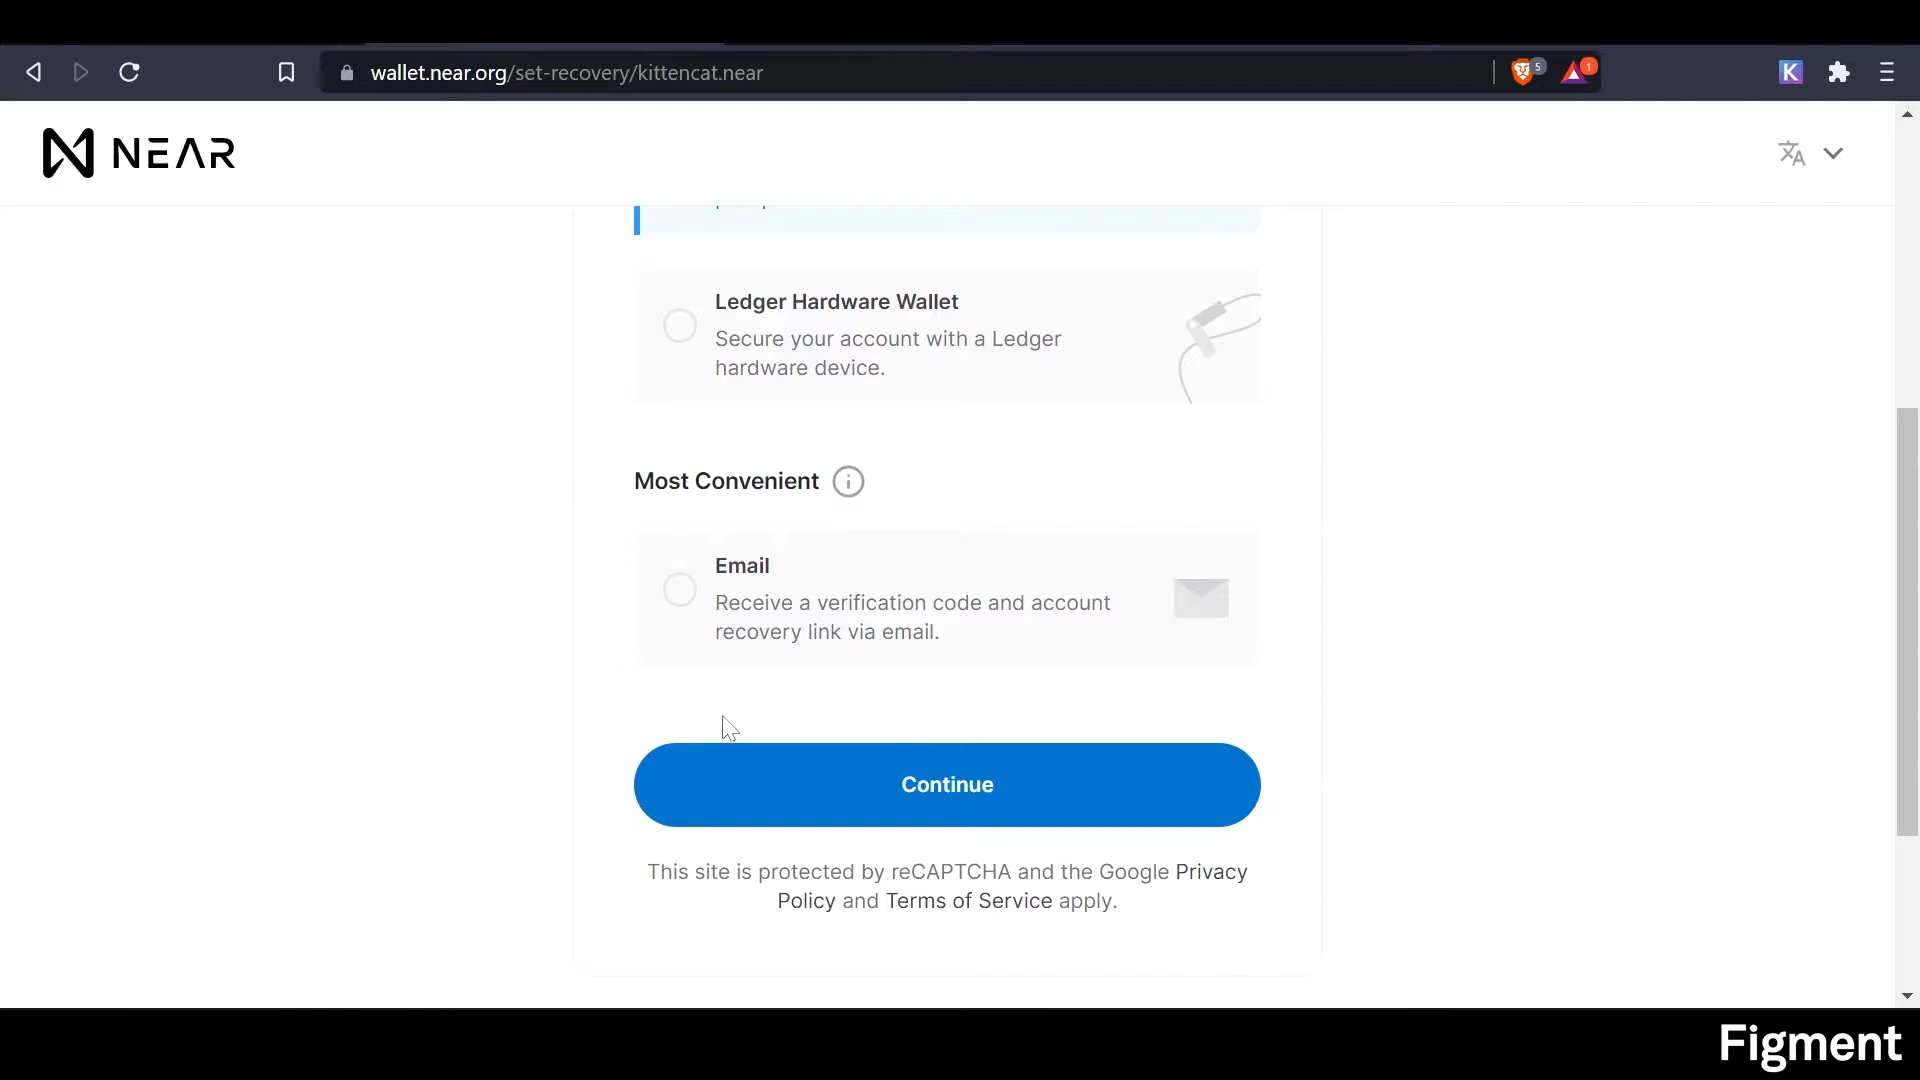 wallet.near.org/set-recovery/kittencat.near
5
1
K
NEAR
Ledger Hardware Wallet
Secure your account with a Ledger
hardware device.
Most Convenient
Email
Receive a verification code and account
recovery link via email.
Continue
This site is protected by reCAPTCHA and the Google Privacy
Policy and Terms of Service apply.
Figment